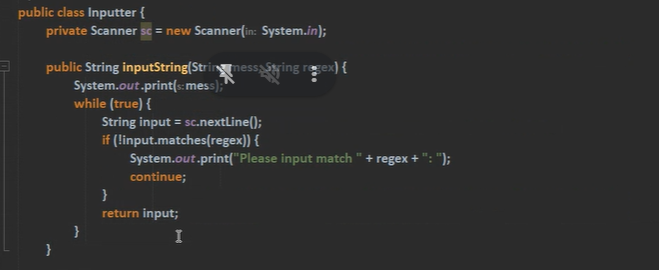 public class Inputter {
private Scanner sc = new Scanner(in: System.in);
public String inputString(String mess, String regex) {
System.out.print(s: mess);
while (true) {
String input = sc.nextLine();
if (!input.matches(regex)) {
System.out.print("Please input match " + regex + ": ");
continue;
}
return input;
}
}